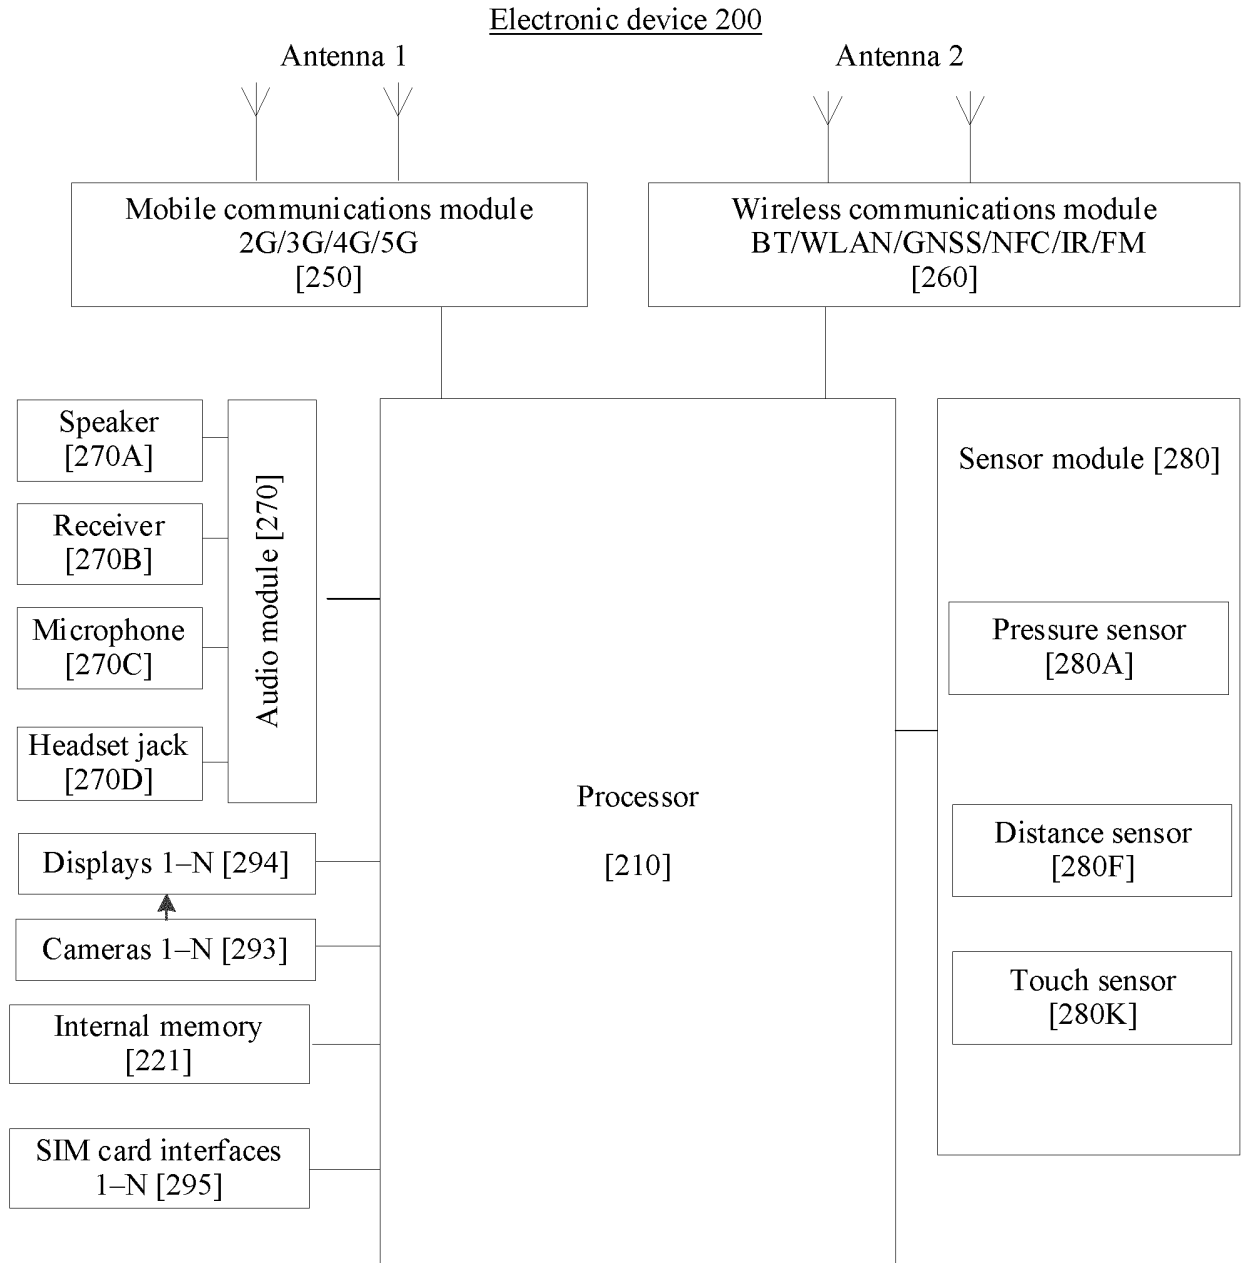 Electronic device 200
Antenna 1
Antenna 2
Mobile communications module
2G/3G/4G/5G
[250]
Wireless communications module
BT/WLAN/GNSS/NFC/IR/FM
[260]
Speaker
[270A]
Receiver
[270B]
Microphone
[270C]
Headset jack
[270D]
Audio module [270]
Displays 1–N [294]
Cameras 1–N [293]
Internal memory
[221]
SIM card interfaces
1–N [295]
Processor
[210]
Sensor module [280]
Pressure sensor
[280A]
Distance sensor
[280F]
Touch sensor
[280K]